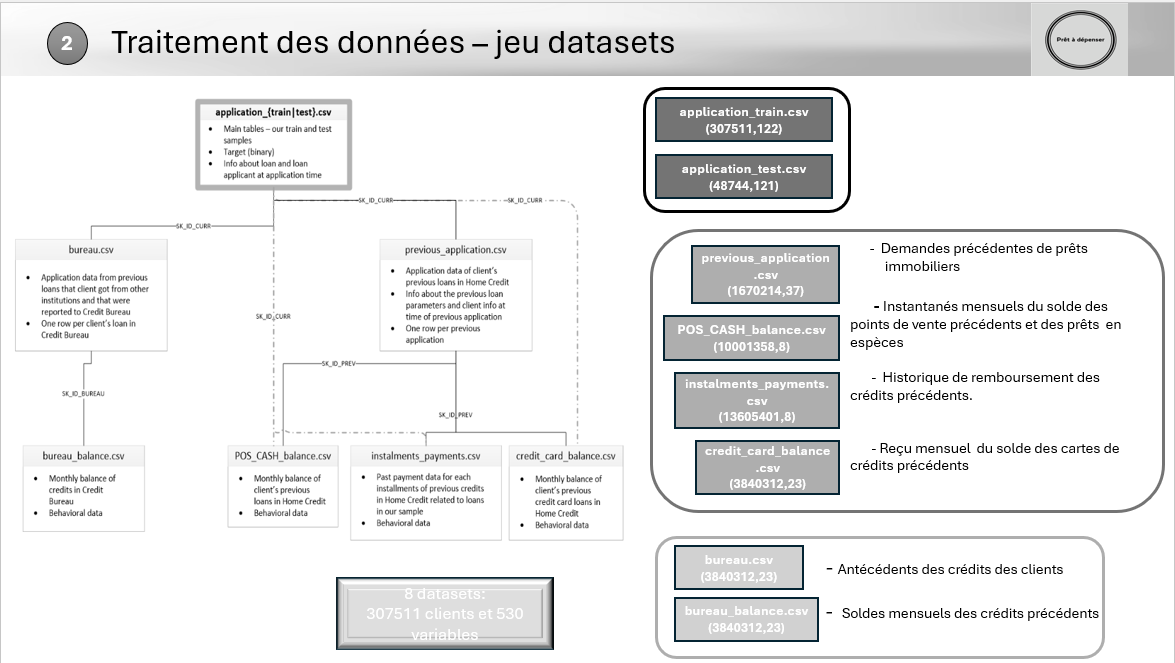 2
Traitement des données – jeu datasets
Prêt à dépenser
application_{train|test}.csv
• Main tables – our train and test
samples
• Target (binary)
• Info about loan and loan
applicant at application time
SK_ID_CURR
SK_ID_CURR
SK_ID_CURR
bureau.csv
• Application data from previous
loans that client got from other
institutions and that were
reported to Credit Bureau
• One row per client's loan in
Credit Bureau
previous_application.csv
• Application data of client's
previous loans in Home Credit
• Info about the previous loan
parameters and client info at
time of previous application
• One row per previous
application
SK_ID_CURR
SK_ID_PREV
SK_ID_BUREAU
SK_ID_PREV
bureau_balance.csv
• Monthly balance of
credits in Credit
Bureau
• Behavioral data
POS_CASH_balance.csv
• Monthly balance of
client's previous
loans in Home Credit
• Behavioral data
instalments_payments.csv
• Past payment data for each
installments of previous credits
in Home Credit related to loans
in our sample
• Behavioral data
credit_card_balance.csv
• Monthly balance of
client's previous
credit card loans in
Home Credit
• Behavioral data
8 datasets:
307511 clients et 530
variables
application_train.csv
(307511,122)
application_test.csv
(48744,121)
previous_application
.csv
(1670214,37)
- Demandes précédentes de prêts
immobiliers
POS_CASH_balance.csv
(10001358,8)
- Instantanés mensuels du solde des
points de vente précédents et des prêts en
espèces
instalments_payments.
csv
(13605401,8)
- Historique de remboursement des
crédits précédents.
credit_card_balance
.csv
(3840312,23)
- Reçu mensuel du solde des cartes de
crédits précédents
bureau.csv
(3840312,23)
- Antécédents des crédits des clients
bureau_balance.csv
(3840312,23)
- Soldes mensuels des crédits précédents